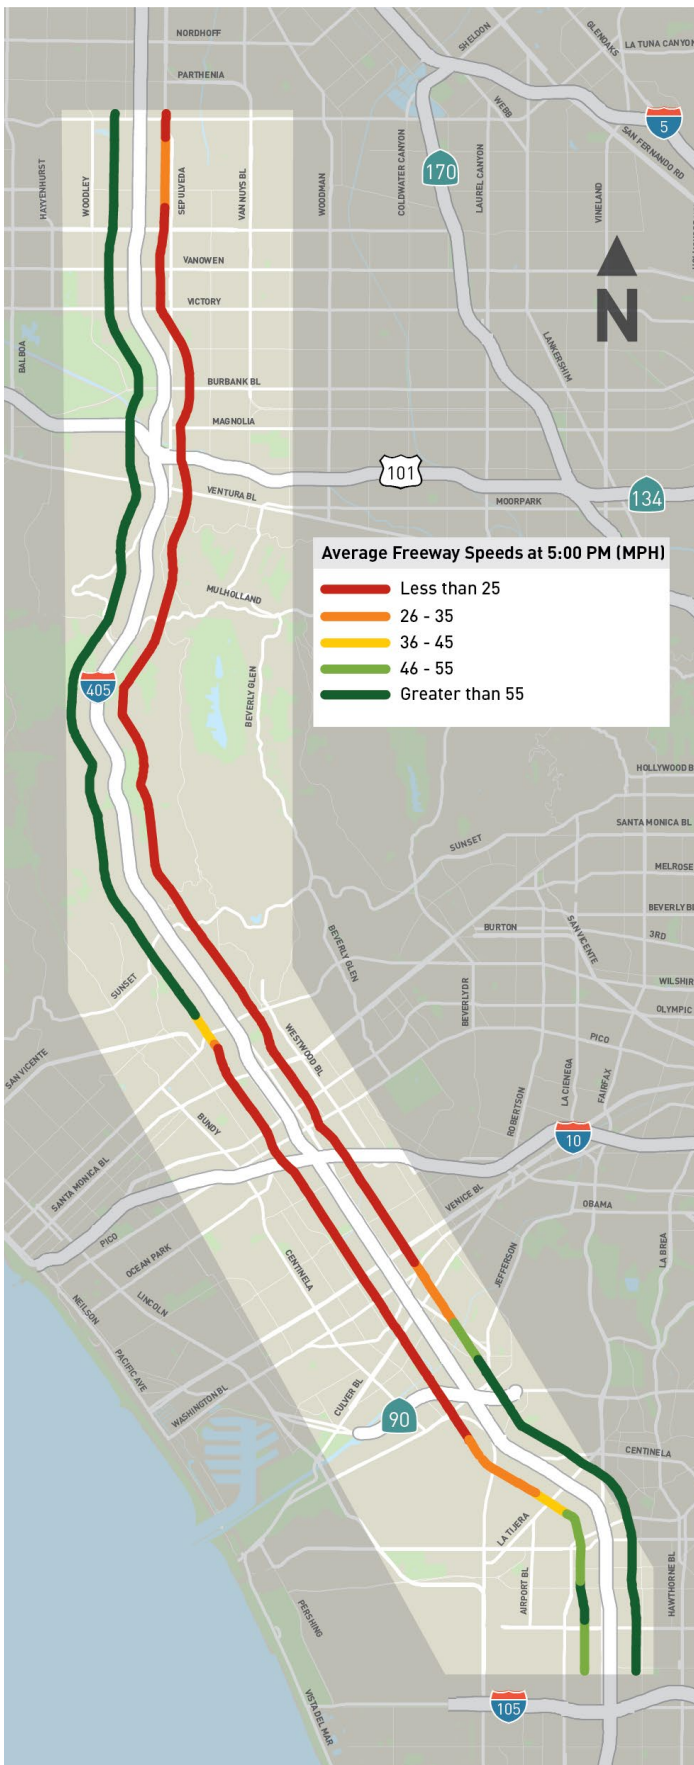 NORDHOFF
SHELDON
GLENOAKS
LA TUNA CANYON
PARTHENIA
WEBB
5
SAN FERNANDO RD
HAYVENHURST
WOODLEY
SEPULVEDA
VAN NUYS BL
WOODMAN
COLDWATER CANYON
170
LAUREL CANYON
VINELAND
VANOWEN
N
VICTORY
BALBOA
LANKERSHIM
BURBANK BL
MAGNOLIA
101
VENTURA BL
MOORPARK
134
Average Freeway Speeds at 5:00 PM (MPH)
Less than 25
26 - 35
36 - 45
46 - 55
Greater than 55
MULHOLLAND
405
BEVERLY GLEN
HOLLYWOOD B
SANTA MONICA BL
SUNSET
MELROSE
BEVERLY B
BURTON
SAN VICENTE
3RD
BEVERLY GLEN
SUNSET
BEVERLY DR
WILSHIR
OLYMPIC
PICO
WESTWOOD BL
SAN VICENTE
LA CIENEGA
FAIRFAX
ROBERTSON
BUNDY
10
SANTA MONICA BL
VENICE BL
OBAMA
PICO
OCEAN PARK
CENTINELA
JEFFERSON
LA BREA
LINCOLN
NEILSON
PACIFIC AVE
WASHINGTON BL
CULVER BL
90
CENTINELA
LA TIJERA
AIRPORT BL
HAWTHORNE BL
PERSHING
VISTA DEL MAR
105